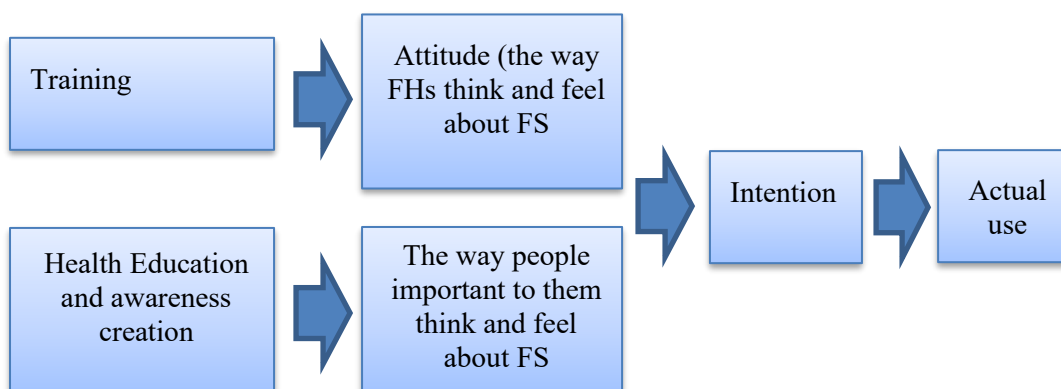 Training
Attitude (the way
FHs think and feel
about FS
Health Education
and awareness
creation
The way people
important to them
think and feel
about FS
Intention
Actual
use